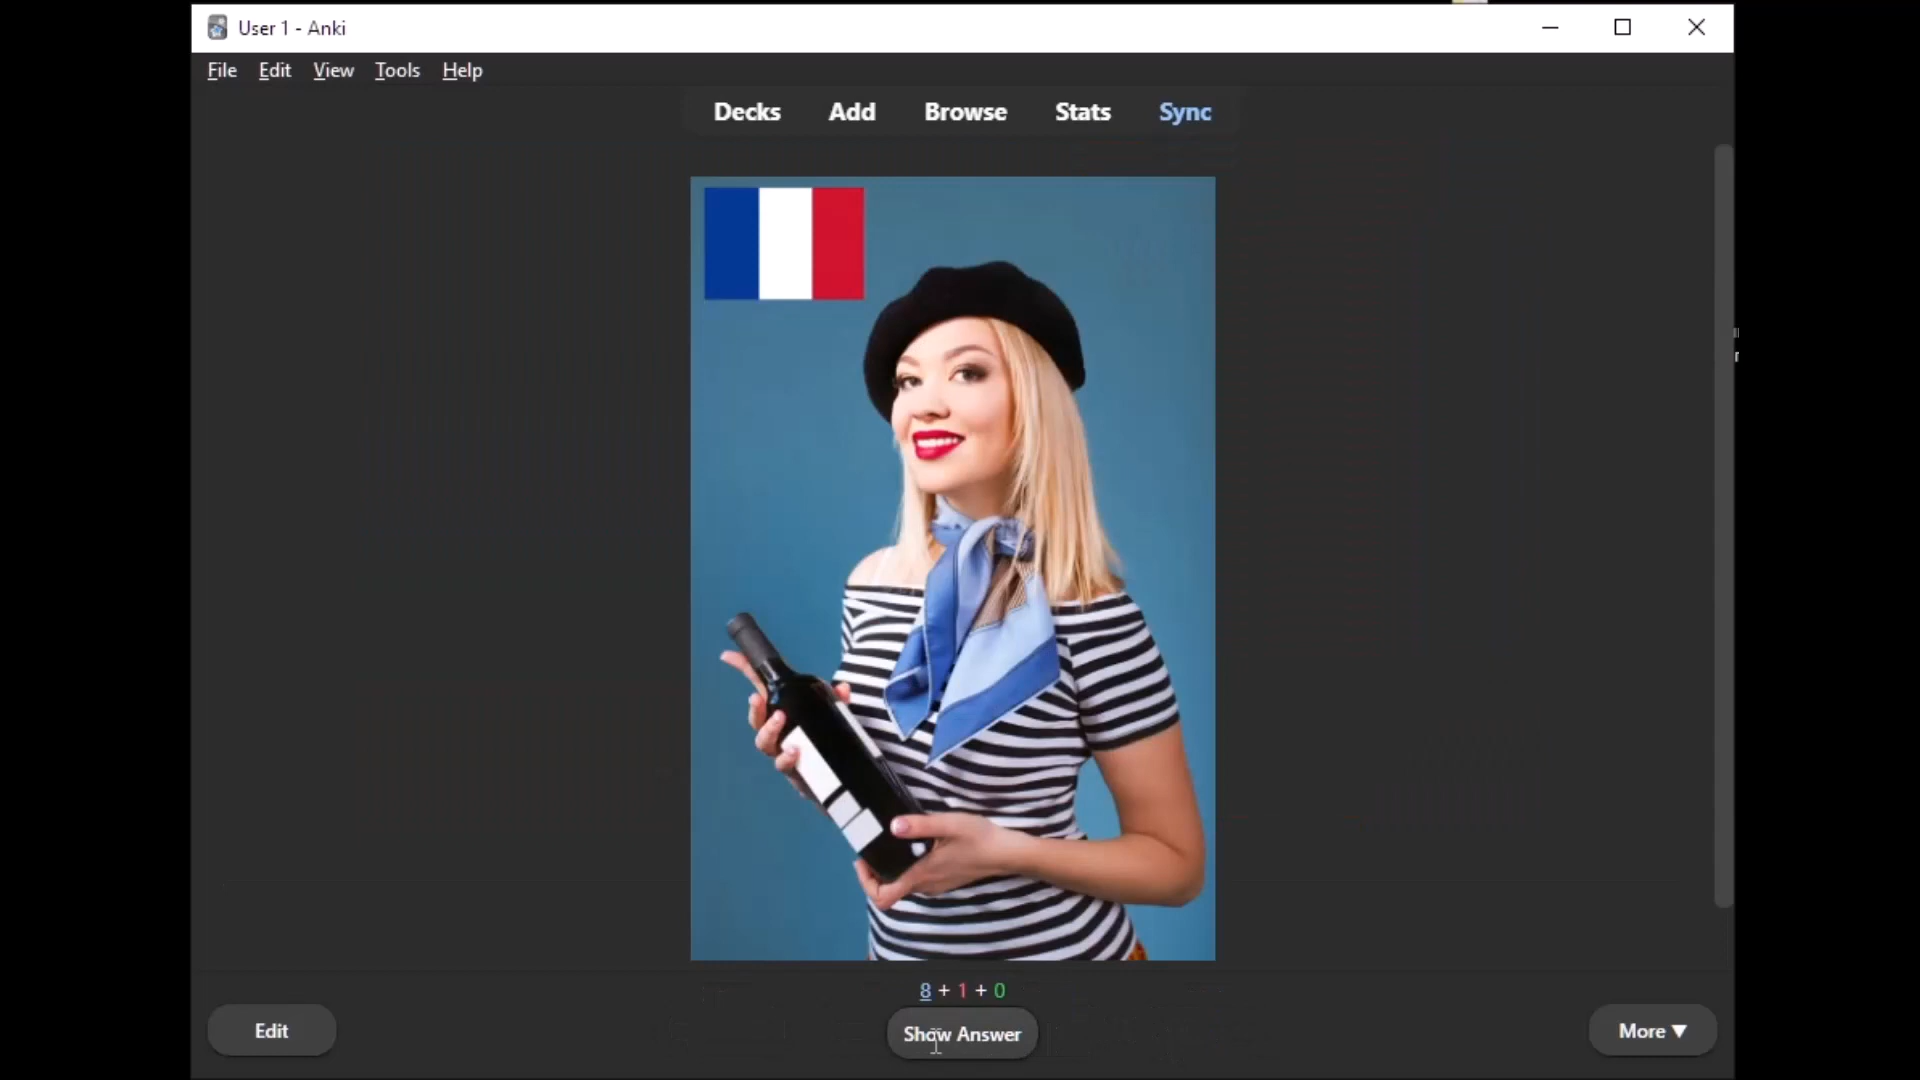 User 1 - Anki
File Edit View Tools Help
Decks Add Browse Stats Sync
8 + 1 + 0
Edit Show Answer More ▼